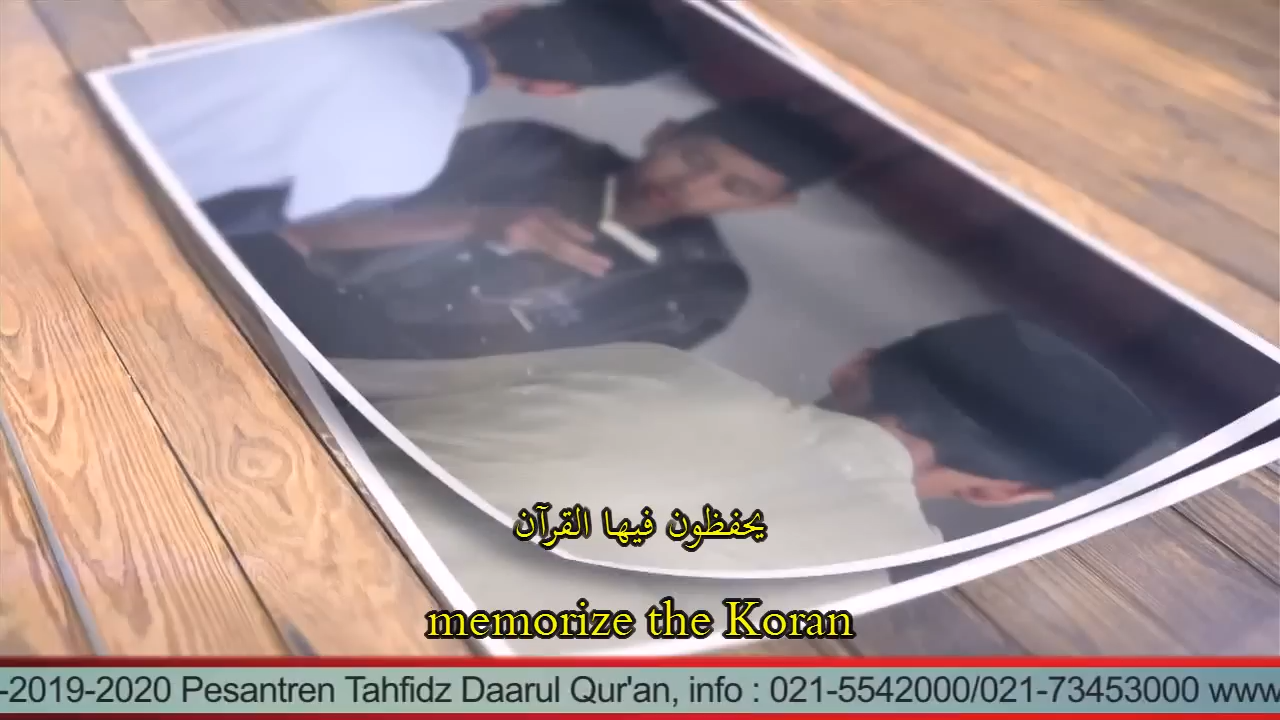 يحفظون فيها القرآن
memorize the Koran
-2019-2020 Pesantren Tahfidz Daarul Qur'an, info : 021-5542000/021-73453000 www